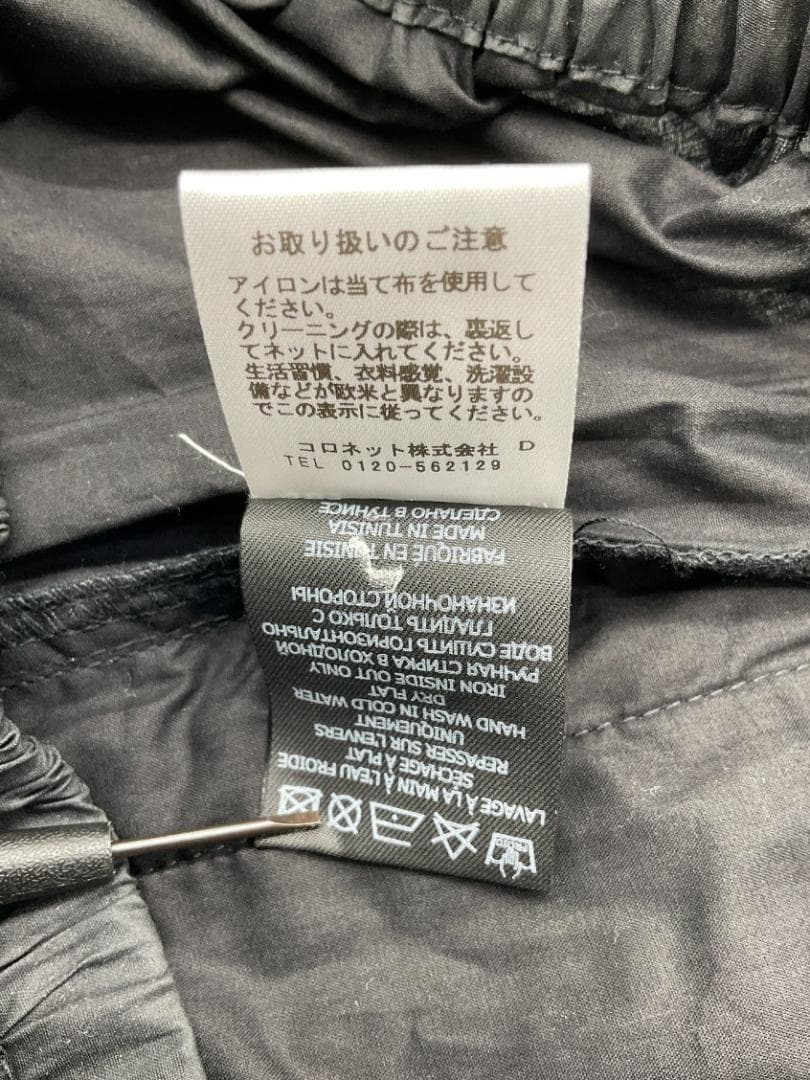 お取り扱いのご注意
アイロンは当て布を使用して
ください。
クリーニングの際は、裏返し
てネットに入れてください。
生活習慣、衣料感覚、洗濯設
備などが欧米と異なりますの
でこの表示に従ってください。
コロネット株式会社 D
TEL 0120-562129
FROID
LAVAGE À LA MAIN À L'EAU FROIDE
SÉCHAGE À PLAT
REPASSER SUR L'ENVERS
UNIQUEMENT
HAND WASH IN COLD WATER
DRY FLAT
IRON INSIDE OUT ONLY
РУЧНАЯ СТИРКА В ХОЛОДНОЙ
ВОДЕ СУШИТЬ ГОРИЗОНТАЛЬНО
ГЛАДИТЬ ТОЛЬКО С
ИЗНАНОЧНОЙ СТОРОНЫ
FABRIQUE EN TUNISIE
MADE IN TUNISIA
СДЕЛАНО В ТУНИСЕ